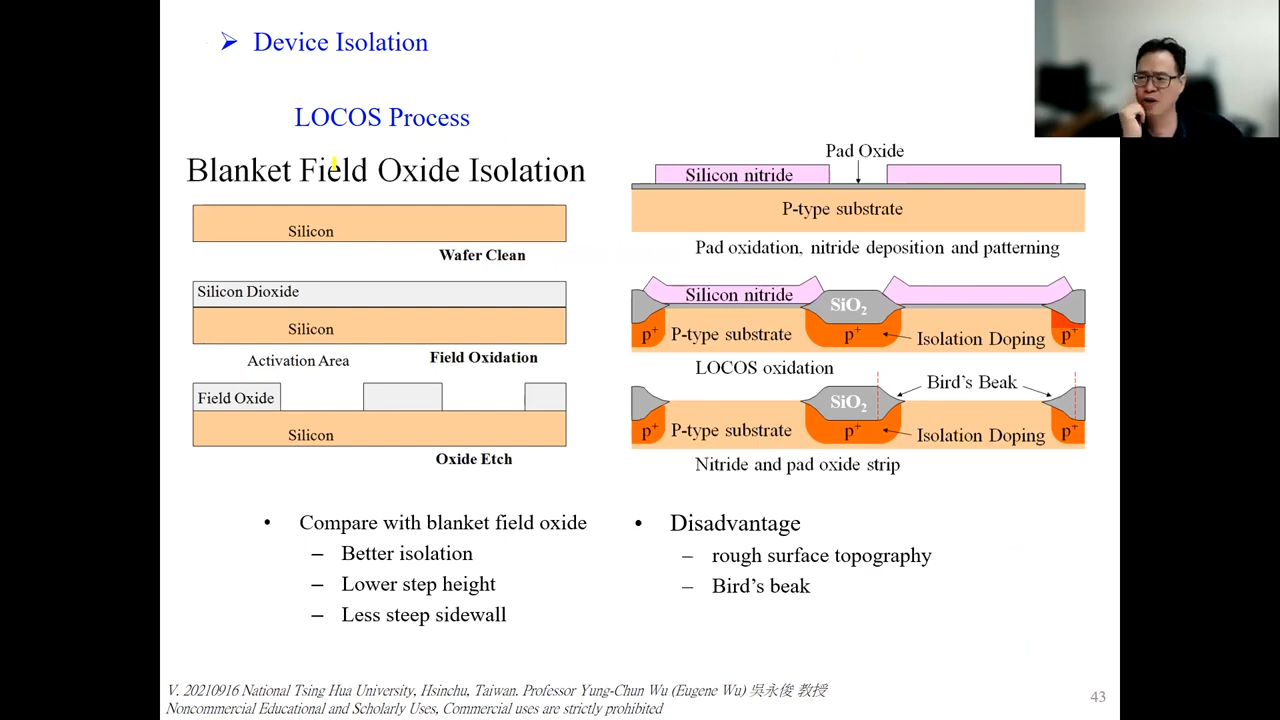 ➢ Device Isolation
LOCOS Process
Blanket Field Oxide Isolation
Silicon
Wafer Clean
Silicon Dioxide
Silicon
Activation Area
Field Oxidation
Field Oxide
Silicon
Oxide Etch
Pad Oxide
Silicon nitride
P-type substrate
Pad oxidation, nitride deposition and patterning
Silicon nitride
SiO₂
p⁺
P-type substrate
p⁺
Isolation Doping
p⁺
LOCOS oxidation
Bird's Beak
SiO₂
p⁺
P-type substrate
p⁺
Isolation Doping
p⁺
Nitride and pad oxide strip
• Compare with blanket field oxide
– Better isolation
– Lower step height
– Less steep sidewall
• Disadvantage
– rough surface topography
– Bird's beak
V. 20210916 National Tsing Hua University, Hsinchu, Taiwan. Professor Yung-Chun Wu (Eugene Wu) 吳永俊 教授
Noncommercial Educational and Scholarly Uses, Commercial uses are strictly prohibited
43